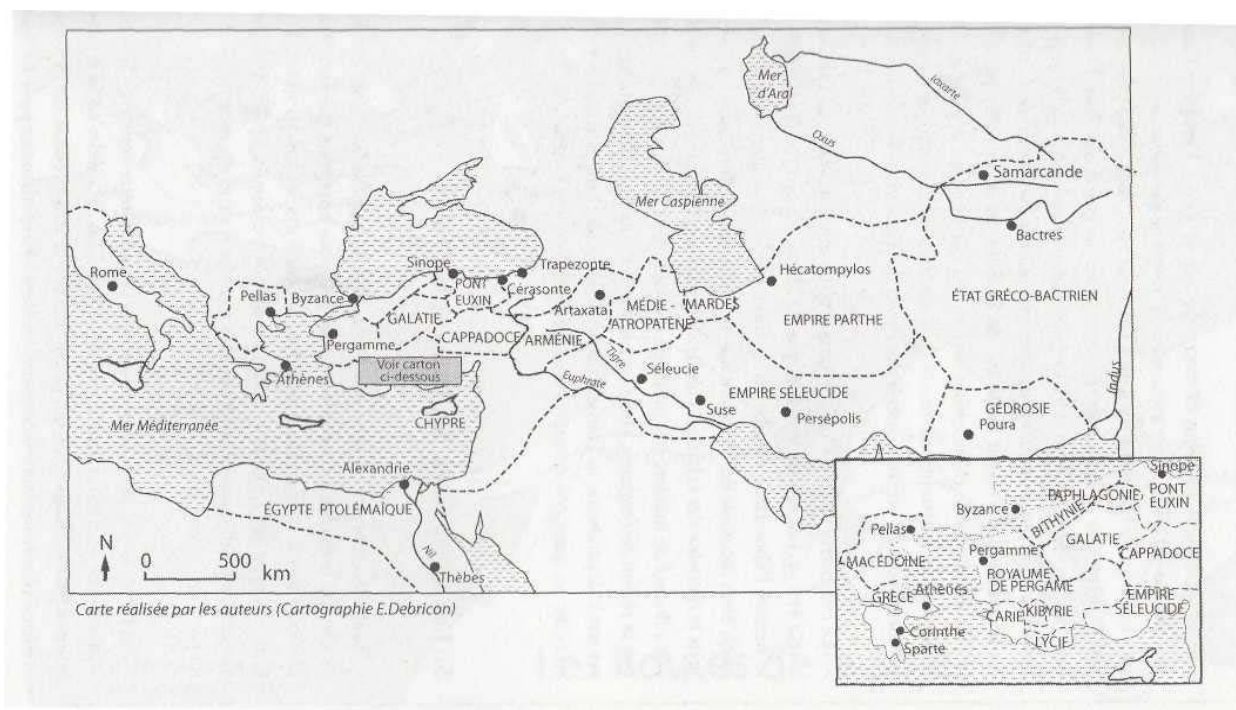 Mer
d'Aral
Iaxarte
Oxus
Samarcande
Bactres
Mer Caspienne
Rome
Pellas
Byzance
Sinope
PONT
EUXIN
Trapezonte
Cérasonte
Artaxata
MÉDIE -
ATROPATÈNE
MARDES
Hécatompylos
EMPIRE PARTHE
ÉTAT GRÉCO-BACTRIEN
GALATIE
CAPPADOCE
ARMÉNIE
Pergamme
Athènes
Voir carton
ci-dessous
Tigre
Euphrate
Séleucie
EMPIRE SÉLEUCIDE
Suse
Persépolis
GÉDROSIE
Poura
Indus
Mer Méditerranée
CHYPRE
Alexandrie
ÉGYPTE PTOLÉMAÏQUE
Nil
Thèbes
N
0 500
km
Sinope
PAPHLAGONIE
PONT
EUXIN
Byzance
BITHYNIE
Pellas
GALATIE
Pergamme
CAPPADOCE
MACÉDOINE
ROYAUME
DE PERGAME
GRÈCE
Athènes
EMPIRE
SÉLEUCIDE
CARIE
KIBYRIE
LYCIE
Corinthe
Sparte
Carte réalisée par les auteurs (Cartographie E.Debricon)